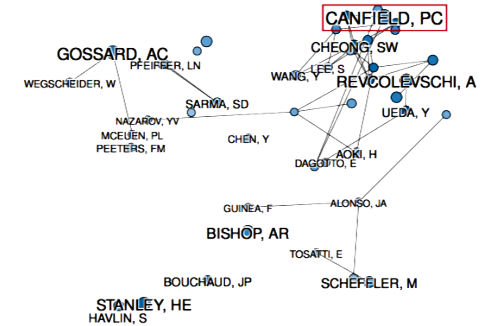 CANFIELD, PC
CHEONG, SW
GOSSARD, AC
PFEIFFER, LN
LEE, S
WANG, Y
REVCOLEVSCHI, A
WEGSCHEIDER, W
SARMA, SD
UEDA, Y
NAZAROV, YV
MCEUEN, PL
CHEN, Y
PEETERS, FM
AOKI, H
DAGOTTO, E
GUINEA, F
ALONSO, JA
BISHOP, AR
TOSATTI, E
BOUCHAUD, JP
SCHEFFLER, M
STANLEY, HE
HAVLIN, S